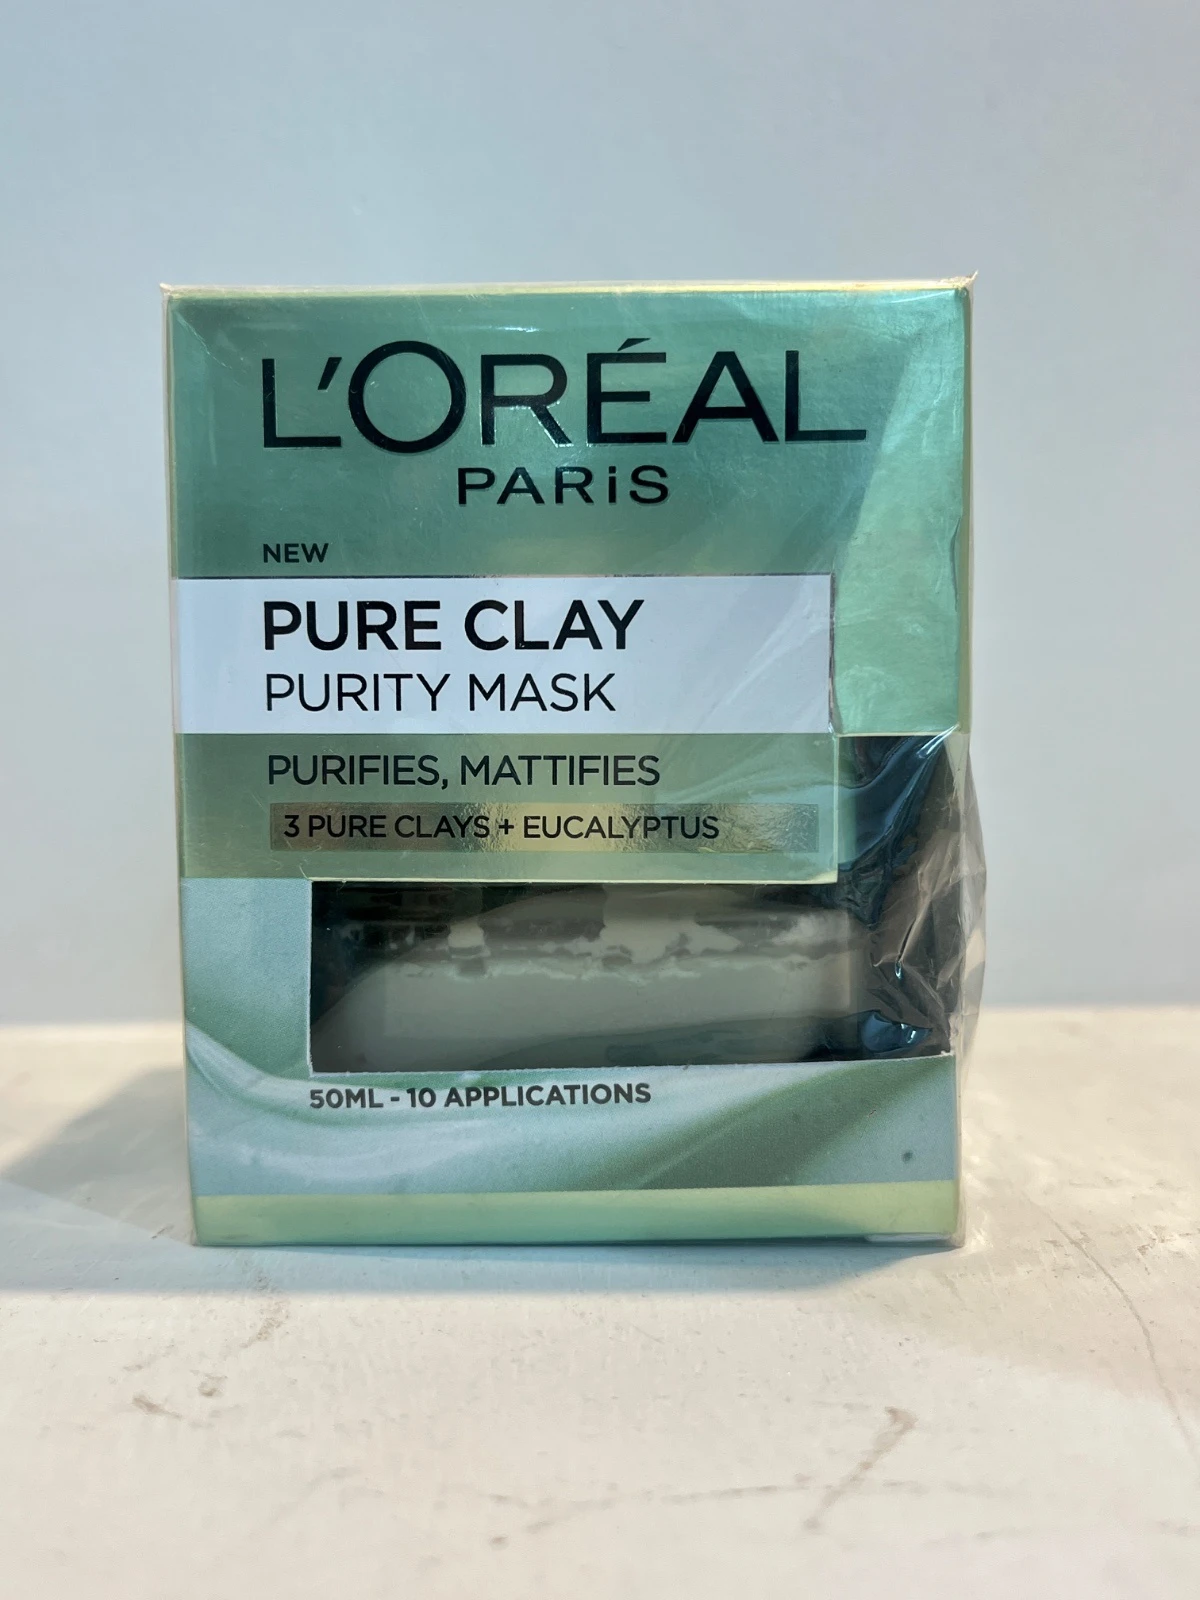 L'ORÉAL
PARiS
NEW
PURE CLAY
PURITY MASK
PURIFIES, MATTIFIES
3 PURE CLAYS + EUCALYPTUS
50ML - 10 APPLICATIONS